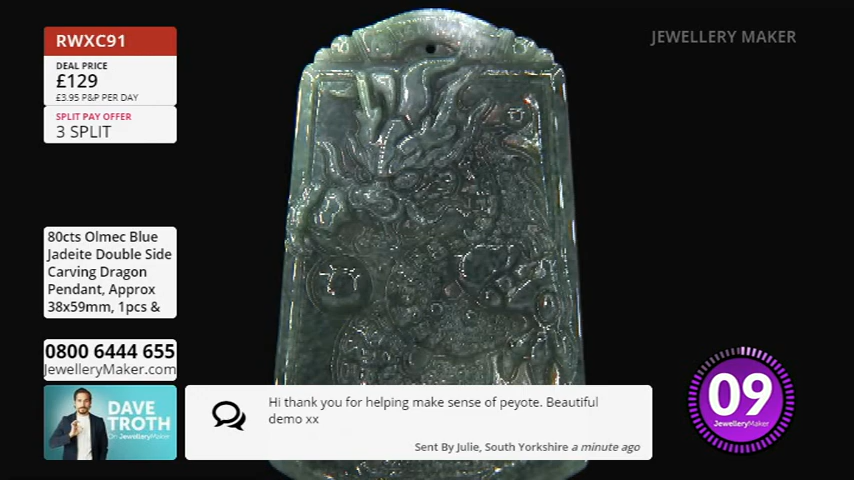 RWXC91
DEAL PRICE
£129
£3.95 P&P PER DAY
SPLIT PAY OFFER
3 SPLIT
JEWELLERY MAKER
80cts Olmec Blue
Jadeite Double Side
Carving Dragon
Pendant, Approx
38x59mm, 1pcs &
0800 6444 655
JewelleryMaker.com
DAVE
TROTH
On JewelleryMaker
Hi thank you for helping make sense of peyote. Beautiful
demo xx
Sent By Julie, South Yorkshire a minute ago
09
JewelleryMaker